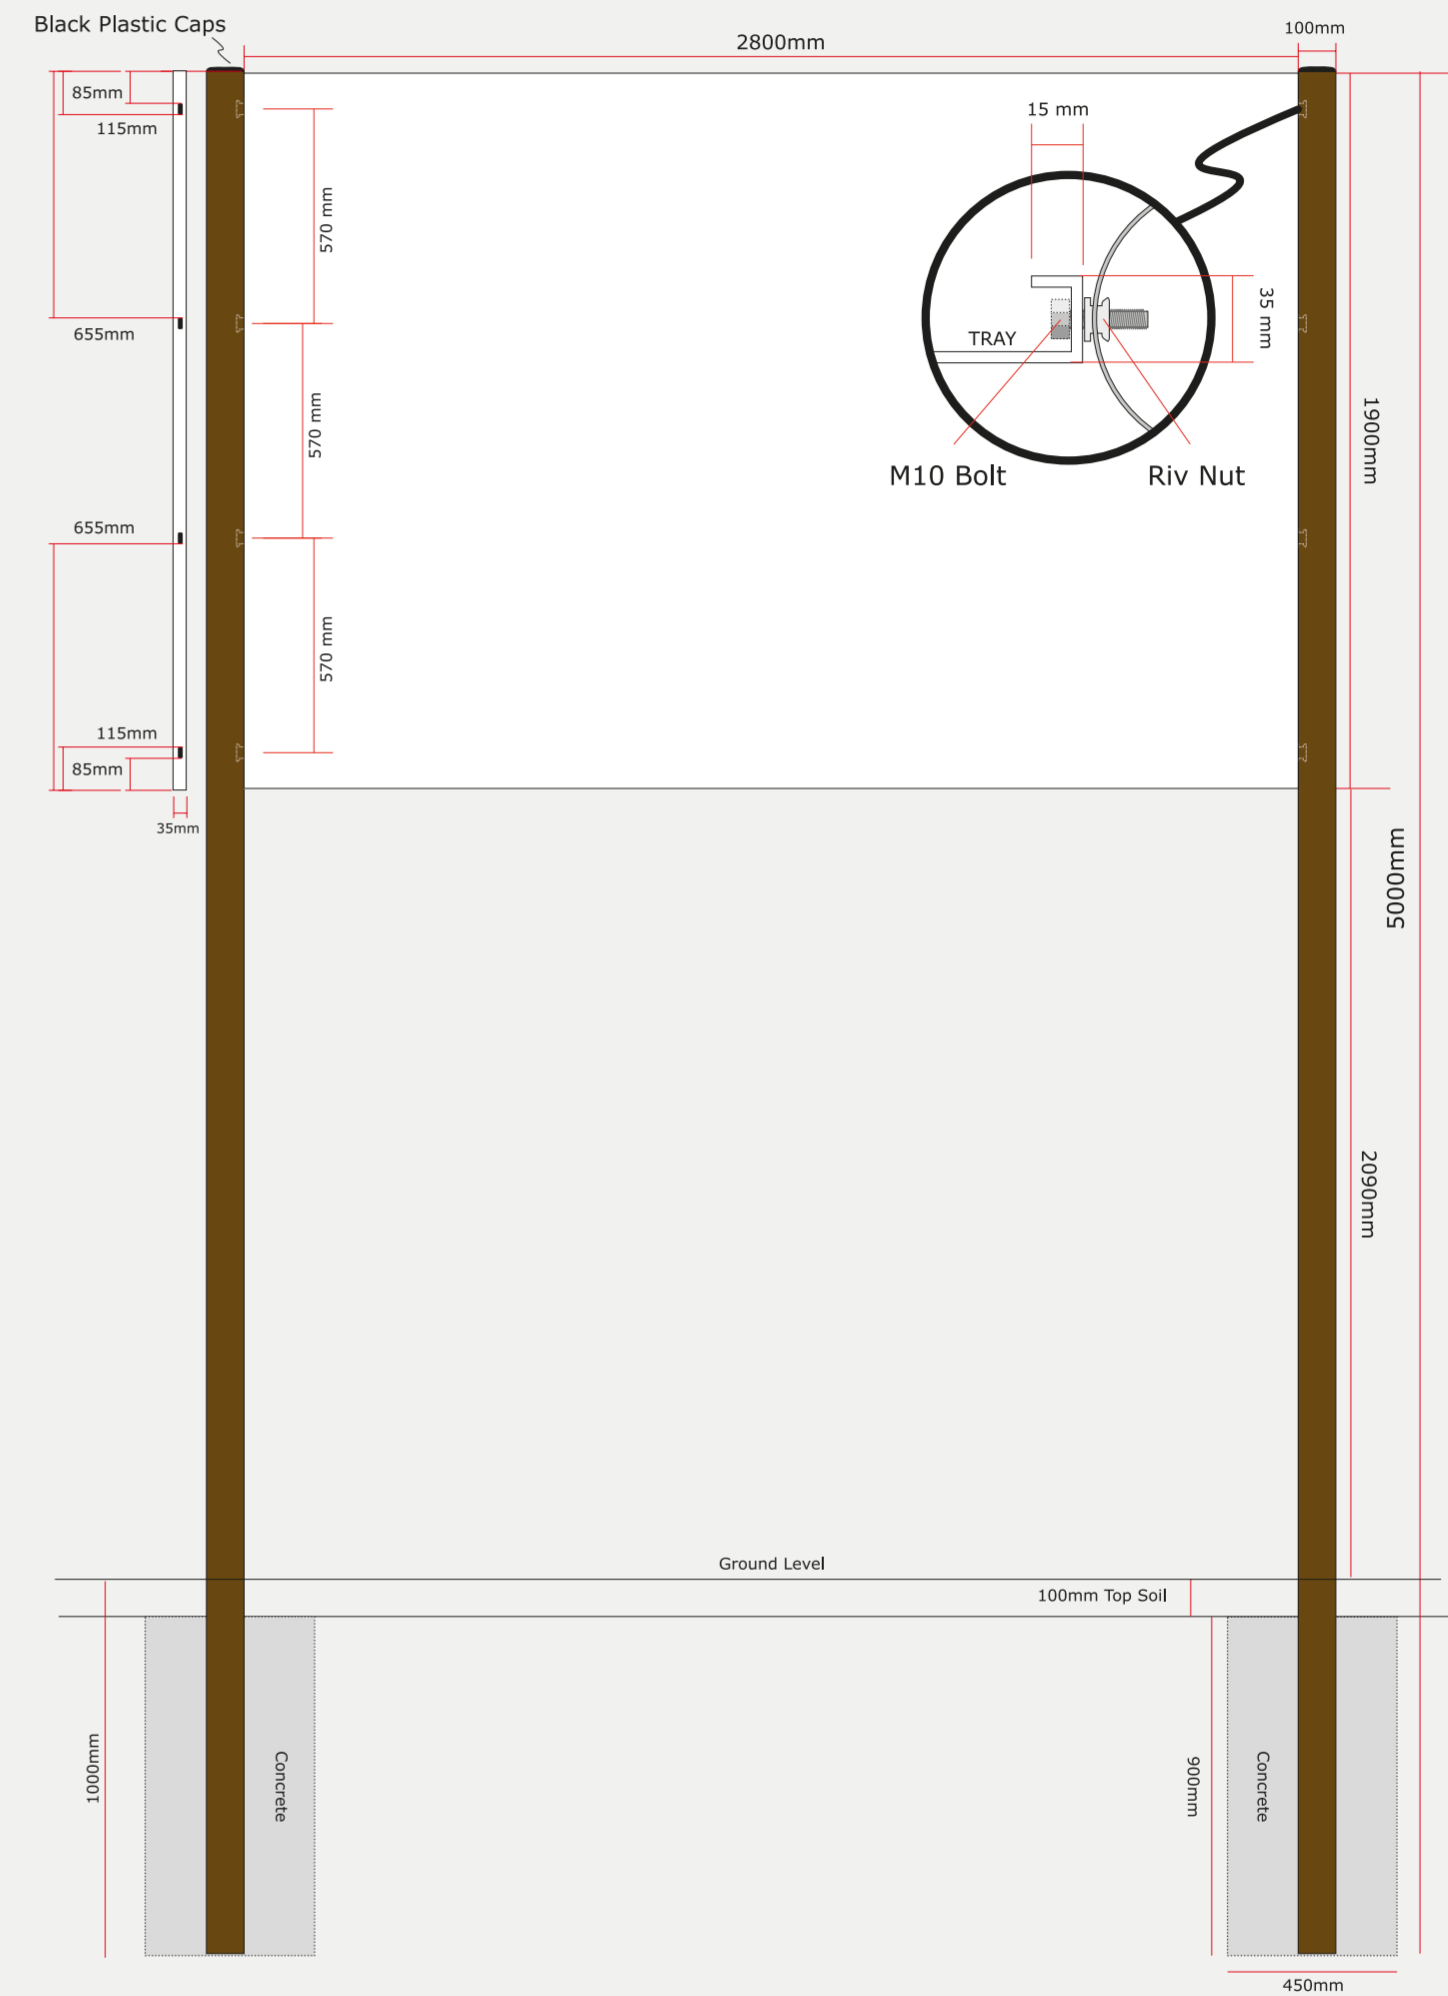 Black Plastic Caps
2800mm
100mm
85mm
115mm
15 mm
570 mm
35 mm
TRAY
655mm
570 mm
1900mm
M10 Bolt
Riv Nut
655mm
570 mm
115mm
85mm
35mm
5000mm
2090mm
Ground Level
100mm Top Soil
1000mm
Concrete
900mm
Concrete
450mm